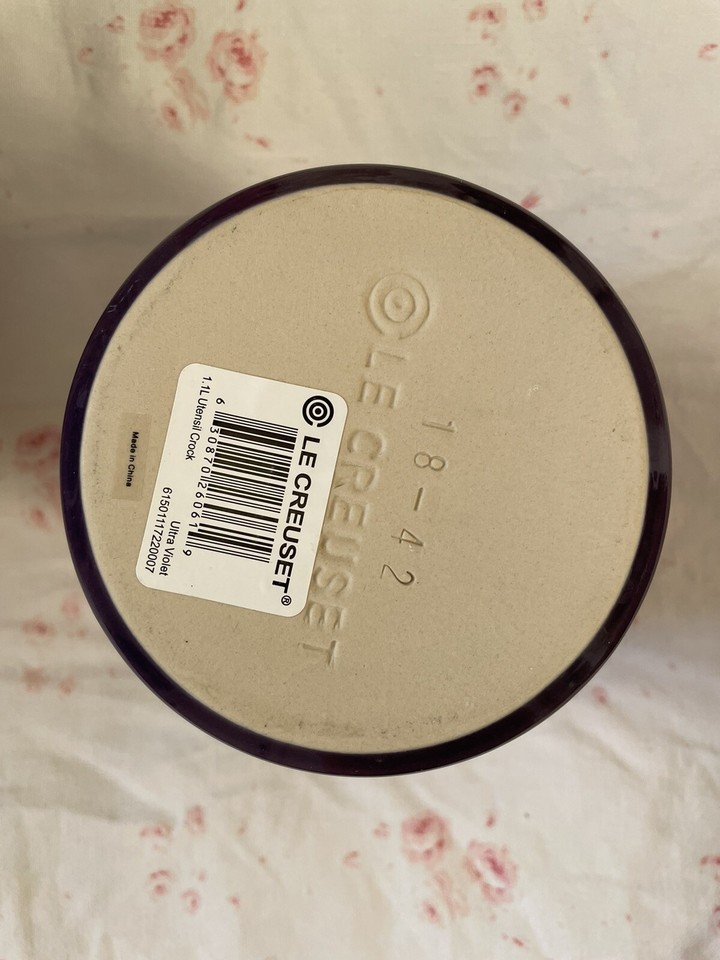 LE CREUSET
18-42
LE CREUSET®
6 30870 26061 9
1.1L Utensil Crock
Ultra Violet
61501117220007
Made in China